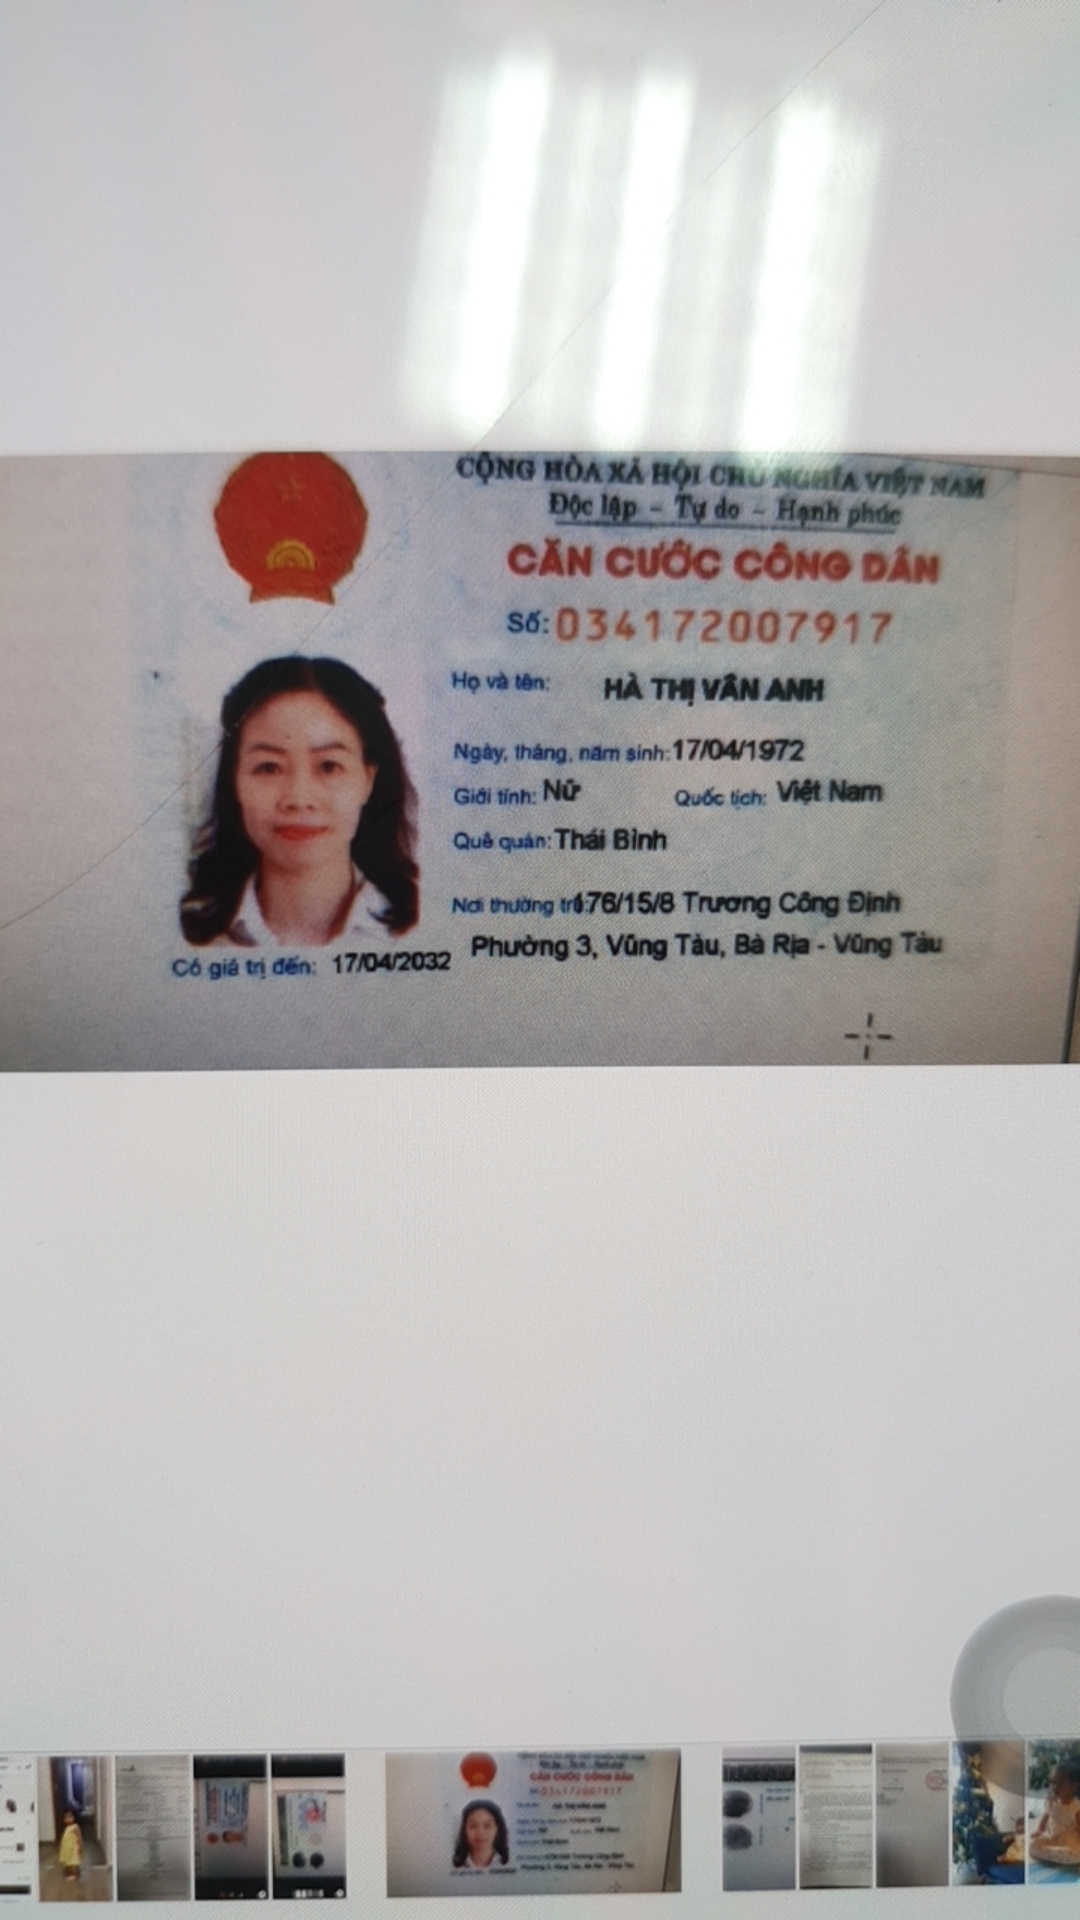 CỘNG HÒA XÃ HỘI CHỦ NGHĨA VIỆT NAM
Độc lập - Tự do - Hạnh phúc
CĂN CƯỚC CÔNG DÂN
Số: 034172007917
Họ và tên: HÀ THỊ VÂN ANH
Ngày, tháng, năm sinh: 17/04/1972
Giới tính: Nữ Quốc tịch: Việt Nam
Quê quán: Thái Bình
Nơi thường trú: 176/15/8 Trương Công Định
Phường 3, Vũng Tàu, Bà Rịa - Vũng Tàu
Có giá trị đến: 17/04/2032